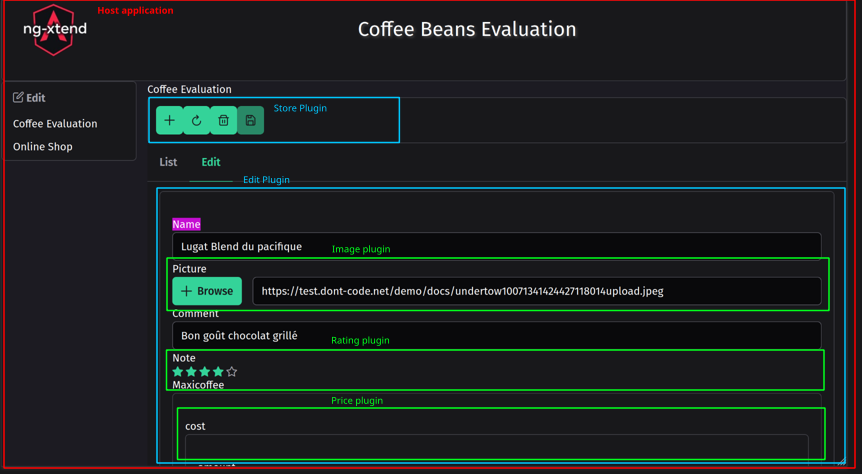 Host application
ng-xtend
Coffee Beans Evaluation
Edit
Coffee Evaluation
Online Shop
Coffee Evaluation
Store Plugin
List
Edit
Edit Plugin
Name
Lugat Blend du pacifique
Image plugin
Picture
Browse
https://test.dont-code.net/demo/docs/undertow10071341424427118014upload.jpeg
Comment
Bon goût chocolat grillé
Rating plugin
Note
Maxicoffee
Price plugin
cost
amount